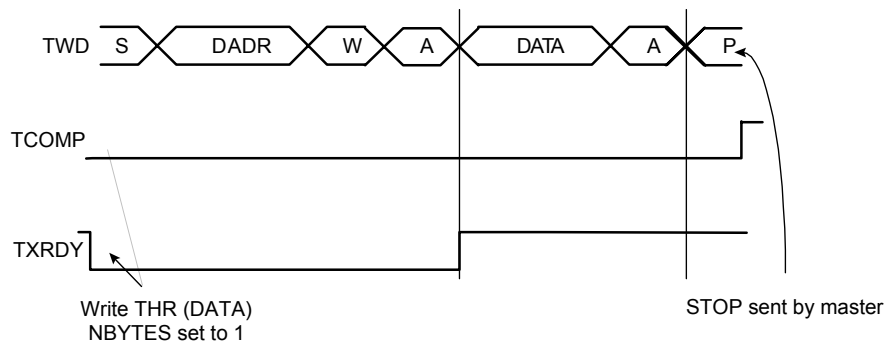 TWD S DADR W A DATA A P
TCOMP
TXRDY
Write THR (DATA)
NBYTES set to 1
STOP sent by master